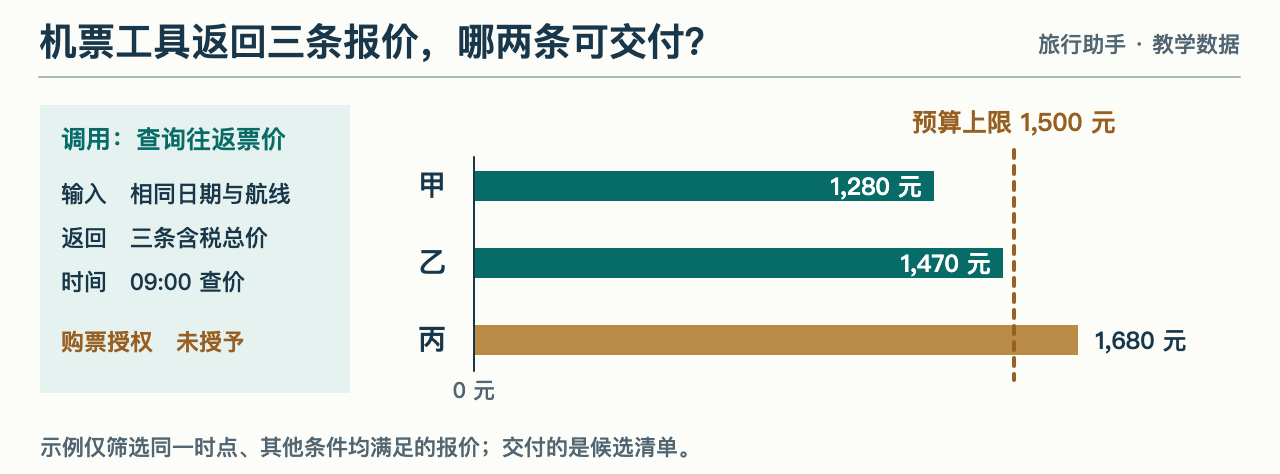 机票工具返回三条报价，哪两条可交付？
旅行助手 · 教学数据
调用：查询往返票价
输入 相同日期与航线
返回 三条含税总价
时间 09:00 查价
购票授权 未授予
预算上限 1,500 元
甲 1,280 元
乙 1,470 元
丙 1,680 元
0 元
示例仅筛选同一时点、其他条件均满足的报价；交付的是候选清单。